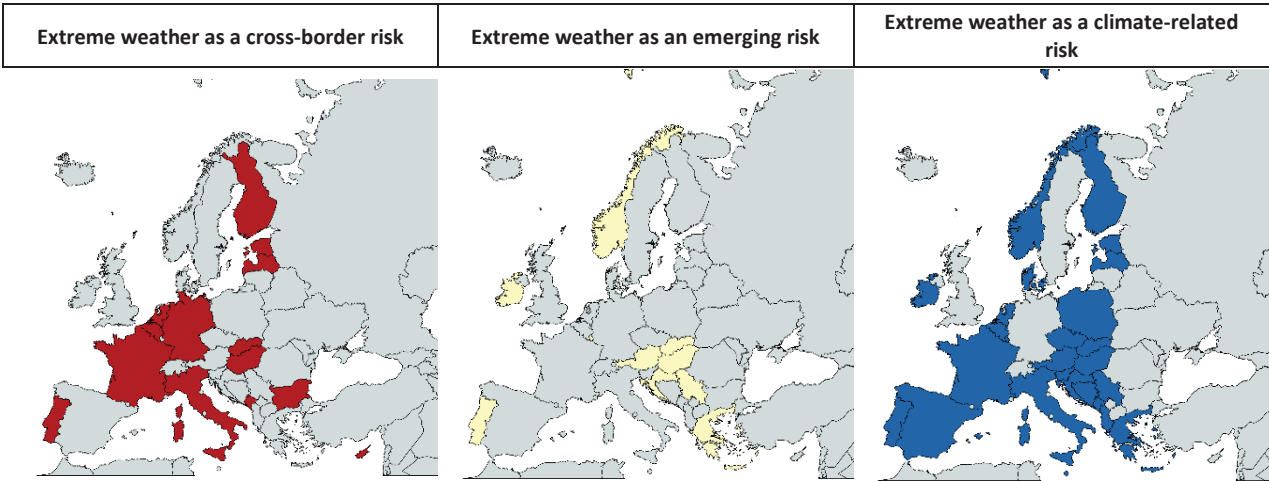 Extreme weather as a cross-border risk
Extreme weather as an emerging risk
Extreme weather as a climate-related
risk